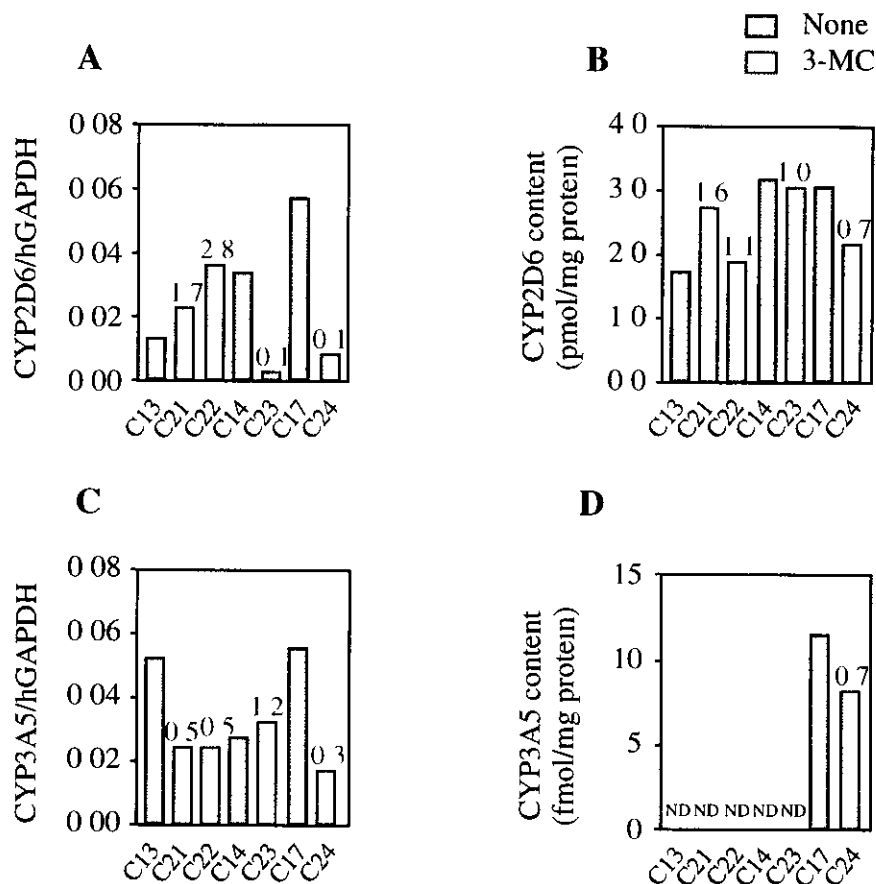 None
3-MC
A
CYP2D6/hGAPDH
0 08
0 06
0 04
0 02
0 00
1 7
2 8
0 1
0 1
C13
C21
C22
C14
C23
C17
C24
B
CYP2D6 content
(pmol/mg protein)
4 0
3 0
2 0
1 0
0 0
1 6
1 1
1 0
0 7
C13
C21
C22
C14
C23
C17
C24
C
CYP3A5/hGAPDH
0 08
0 06
0 04
0 02
0 00
0 5
0 5
1 2
0 3
C13
C21
C22
C14
C23
C17
C24
D
CYP3A5 content
(fmol/mg protein)
15
10
5
0
ND ND ND ND ND
0 7
C13
C21
C22
C14
C23
C17
C24